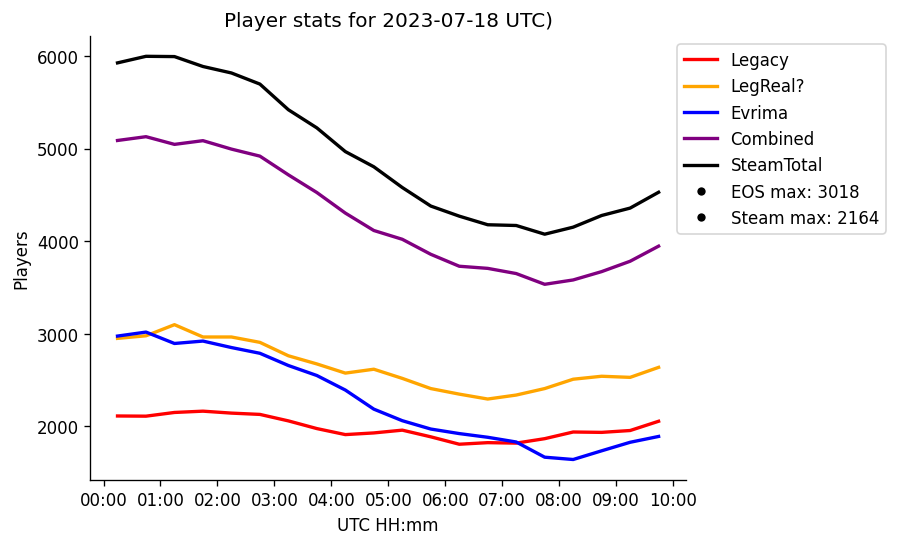 Player stats for 2023-07-18 UTC)
6000
5000
4000
3000
2000
Players
00:00 01:00 02:00 03:00 04:00 05:00 06:00 07:00 08:00 09:00 10:00
UTC HH:mm
Legacy
LegReal?
Evrima
Combined
SteamTotal
EOS max: 3018
Steam max: 2164